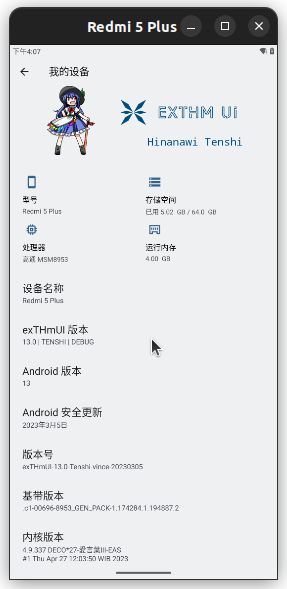 Redmi 5 Plus
下午4:07
我的设备
EXTHM Ui
Hinanawi Tenshi
型号
Redmi 5 Plus
存储空间
已用 5.02 GB / 64.0 GB
处理器
高通 MSM8953
运行内存
4.00 GB
设备名称
Redmi 5 Plus
exTHmUI 版本
13.0 | TENSHI | DEBUG
Android 版本
13
Android 安全更新
2023年3月5日
版本号
exTHmUI-13.0-Tenshi-vince-20230305
基带版本
.c1-00696-8953_GEN_PACK-1.174284.1.194887.2
内核版本
4.9.337 DECO*27-愛言葉III-EAS
#1 Thu Apr 27 12:03:50 WIB 2023